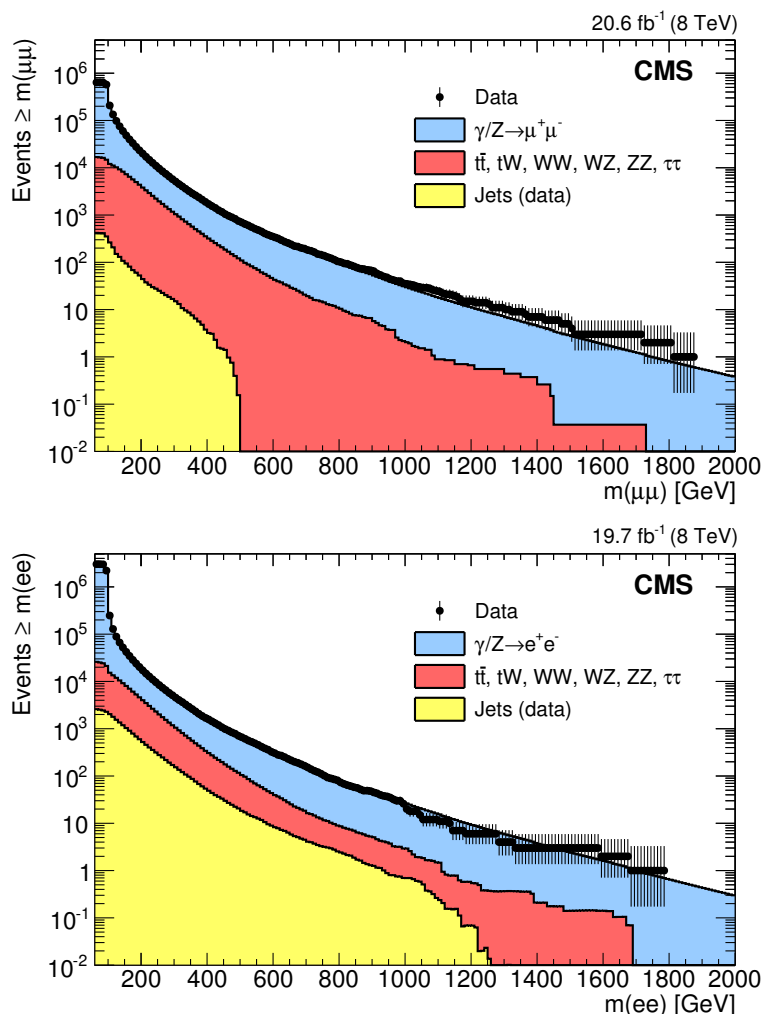 20.6 fb⁻¹ (8 TeV)
CMS
Data
γ/Z→μ⁺μ⁻
tt̄, tW, WW, WZ, ZZ, ττ
Jets (data)
Events ≥ m(μμ)
10⁶
10⁵
10⁴
10³
10²
10
1
10⁻¹
10⁻²
200 400 600 800 1000 1200 1400 1600 1800 2000
m(μμ) [GeV]
19.7 fb⁻¹ (8 TeV)
CMS
Data
γ/Z→e⁺e⁻
tt̄, tW, WW, WZ, ZZ, ττ
Jets (data)
Events ≥ m(ee)
10⁶
10⁵
10⁴
10³
10²
10
1
10⁻¹
10⁻²
200 400 600 800 1000 1200 1400 1600 1800 2000
m(ee) [GeV]